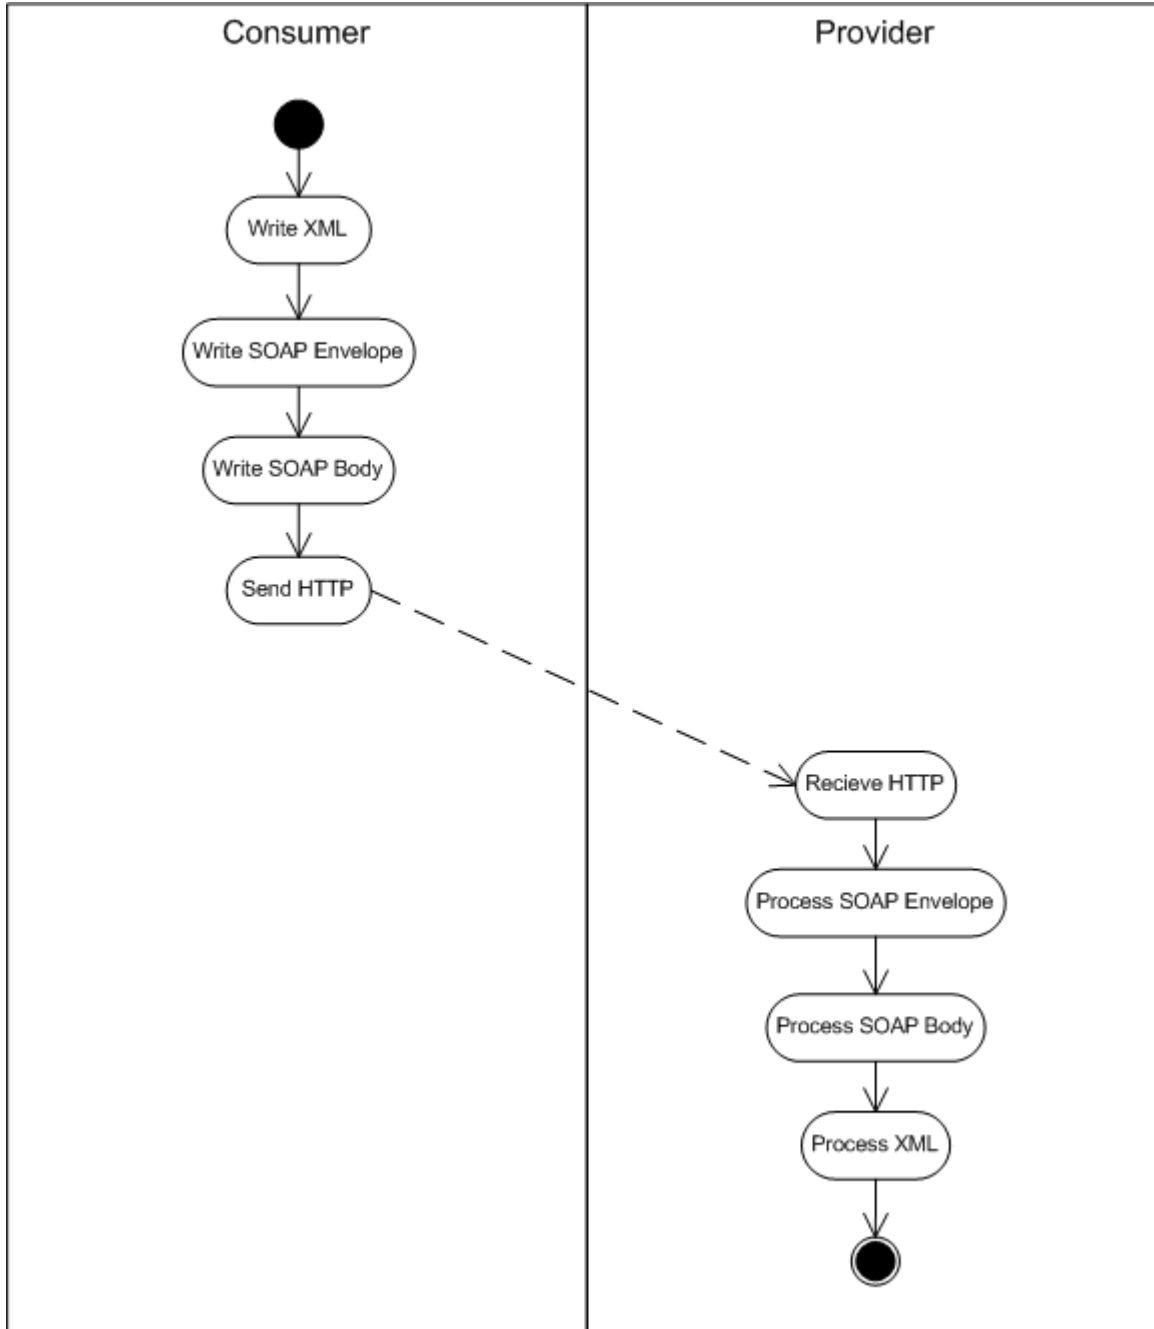 Consumer
Provider
Write XML
Write SOAP Envelope
Write SOAP Body
Send HTTP
Recieve HTTP
Process SOAP Envelope
Process SOAP Body
Process XML